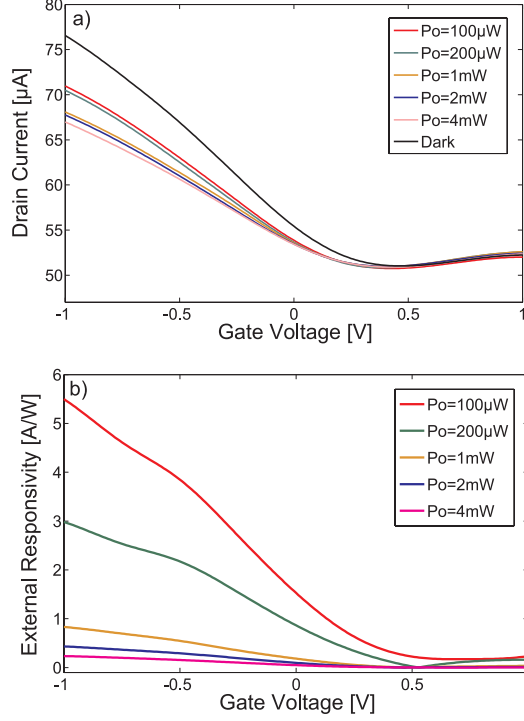 a)
80
75
70
65
60
55
50
Drain Current [µA]
Po=100µW
Po=200µW
Po=1mW
Po=2mW
Po=4mW
Dark
-1
-0.5
0
0.5
1
Gate Voltage [V]
b)
6
5
4
3
2
1
0
External Responsivity [A/W]
Po=100µW
Po=200µW
Po=1mW
Po=2mW
Po=4mW
-1
-0.5
0
0.5
Gate Voltage [V]